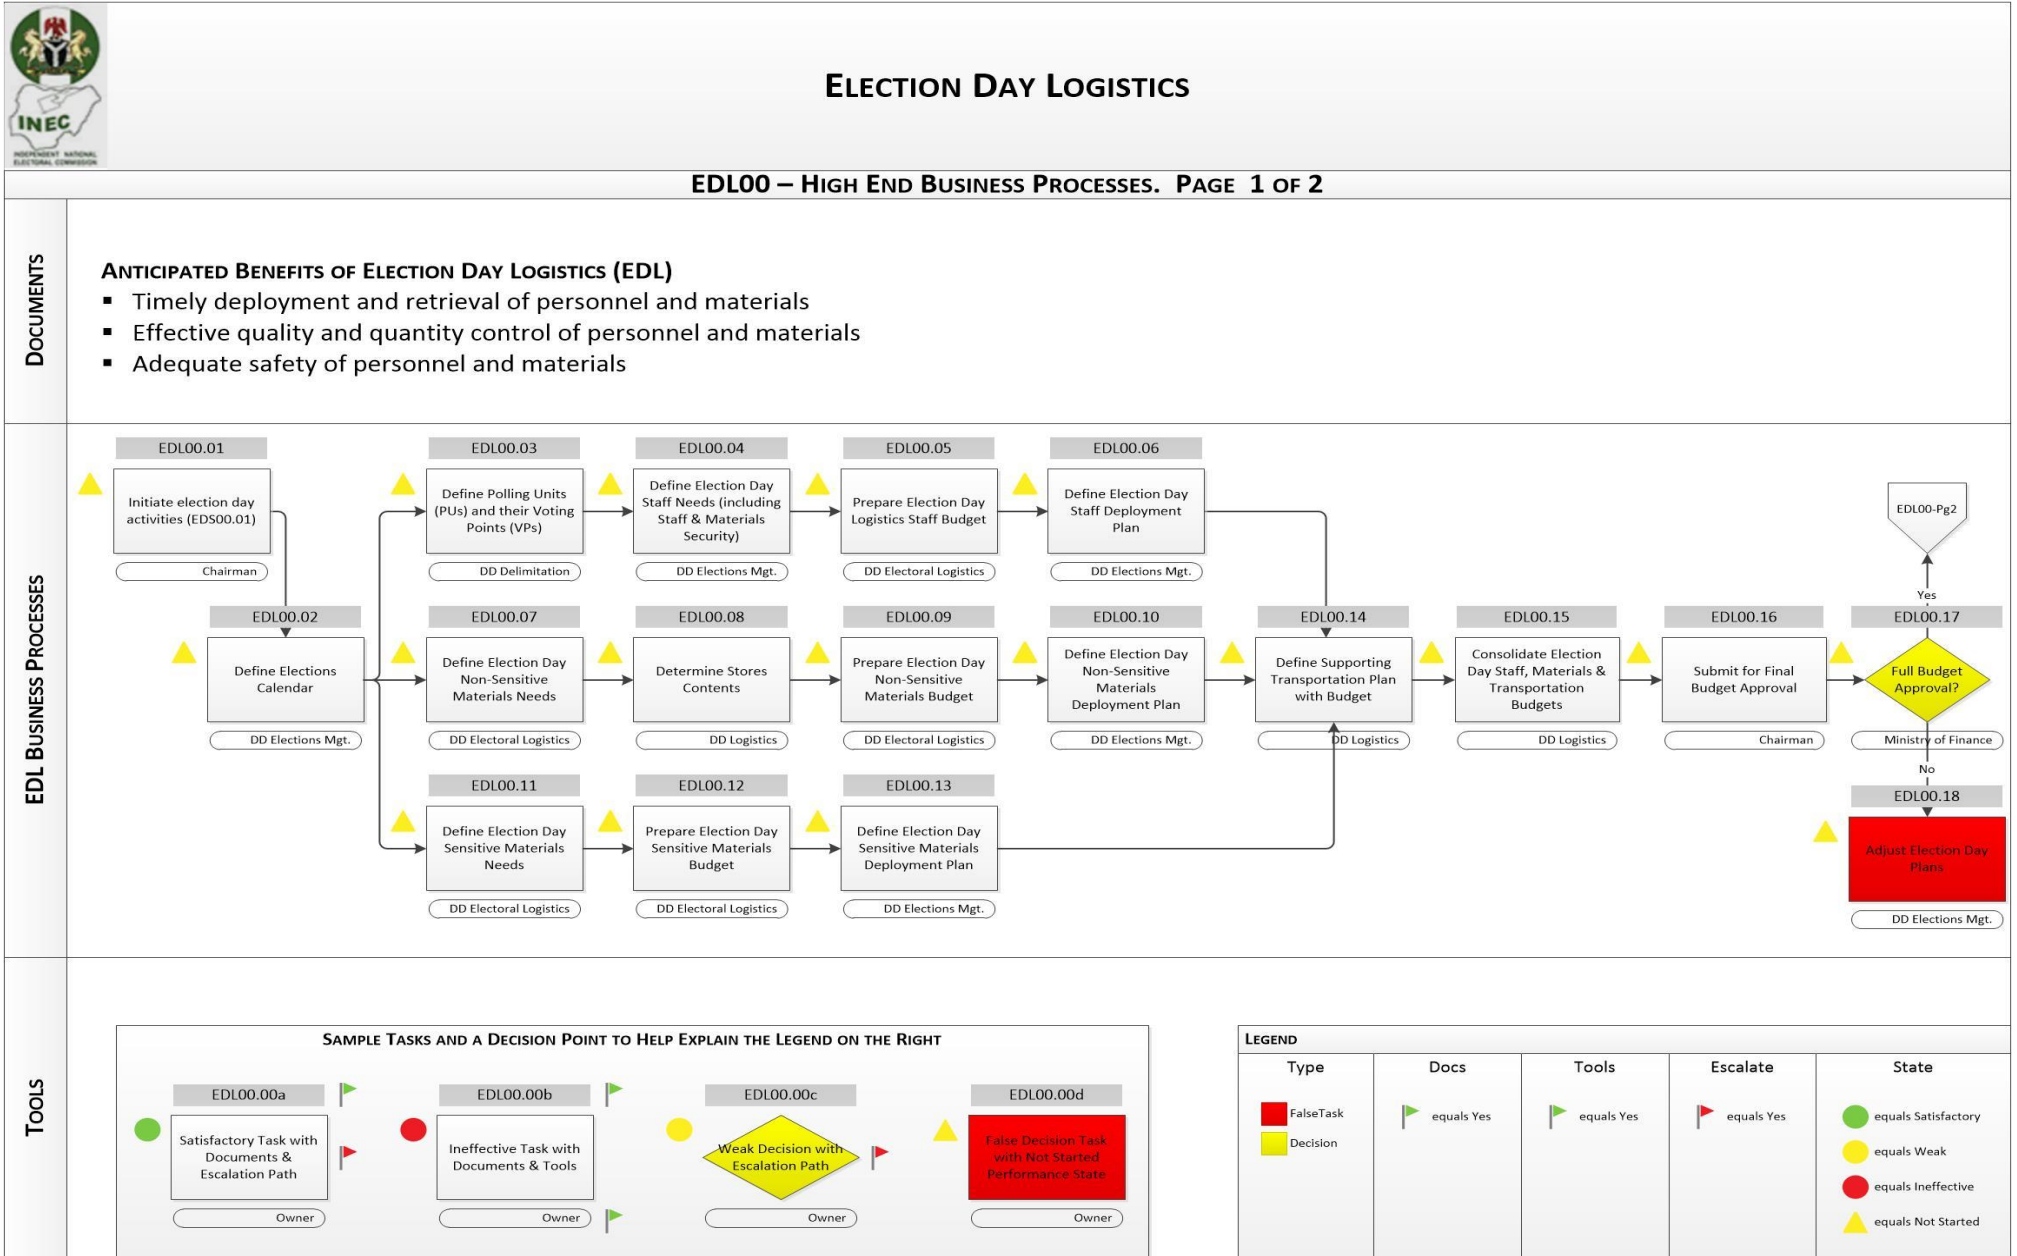 INEC
INDEPENDENT NATIONAL
ELECTORAL COMMISSION
ELECTION DAY LOGISTICS
EDL00 – HIGH END BUSINESS PROCESSES. PAGE 1 OF 2
DOCUMENTS
ANTICIPATED BENEFITS OF ELECTION DAY LOGISTICS (EDL)
▪ Timely deployment and retrieval of personnel and materials
▪ Effective quality and quantity control of personnel and materials
▪ Adequate safety of personnel and materials
EDL BUSINESS PROCESSES
EDL00.01
Initiate election day
activities (EDS00.01)
Chairman
EDL00.02
Define Elections
Calendar
DD Elections Mgt.
EDL00.03
Define Polling Units
(PUs) and their Voting
Points (VPs)
DD Delimitation
EDL00.04
Define Election Day
Staff Needs (including
Staff & Materials
Security)
DD Elections Mgt.
EDL00.05
Prepare Election Day
Logistics Staff Budget
DD Electoral Logistics
EDL00.06
Define Election Day
Staff Deployment
Plan
DD Elections Mgt.
EDL00.07
Define Election Day
Non-Sensitive
Materials Needs
DD Electoral Logistics
EDL00.08
Determine Stores
Contents
DD Logistics
EDL00.09
Prepare Election Day
Non-Sensitive
Materials Budget
DD Electoral Logistics
EDL00.10
Define Election Day
Non-Sensitive
Materials
Deployment Plan
DD Elections Mgt.
EDL00.11
Define Election Day
Sensitive Materials
Needs
DD Electoral Logistics
EDL00.12
Prepare Election Day
Sensitive Materials
Budget
DD Electoral Logistics
EDL00.13
Define Election Day
Sensitive Materials
Deployment Plan
DD Elections Mgt.
EDL00.14
Define Supporting
Transportation Plan
with Budget
DD Logistics
EDL00.15
Consolidate Election
Day Staff, Materials &
Transportation
Budgets
DD Logistics
EDL00.16
Submit for Final
Budget Approval
Chairman
EDL00-Pg2
Yes
EDL00.17
Full Budget
Approval?
Ministry of Finance
No
EDL00.18
Adjust Election Day
Plans
DD Elections Mgt.
TOOLS
SAMPLE TASKS AND A DECISION POINT TO HELP EXPLAIN THE LEGEND ON THE RIGHT
EDL00.00a
Satisfactory Task with
Documents &
Escalation Path
Owner
EDL00.00b
Ineffective Task with
Documents & Tools
Owner
EDL00.00c
Weak Decision with
Escalation Path
Owner
EDL00.00d
False Decision Task
with Not Started
Performance State
Owner
LEGEND
Type
FalseTask
Decision
Docs
equals Yes
Tools
equals Yes
Escalate
equals Yes
State
equals Satisfactory
equals Weak
equals Ineffective
equals Not Started